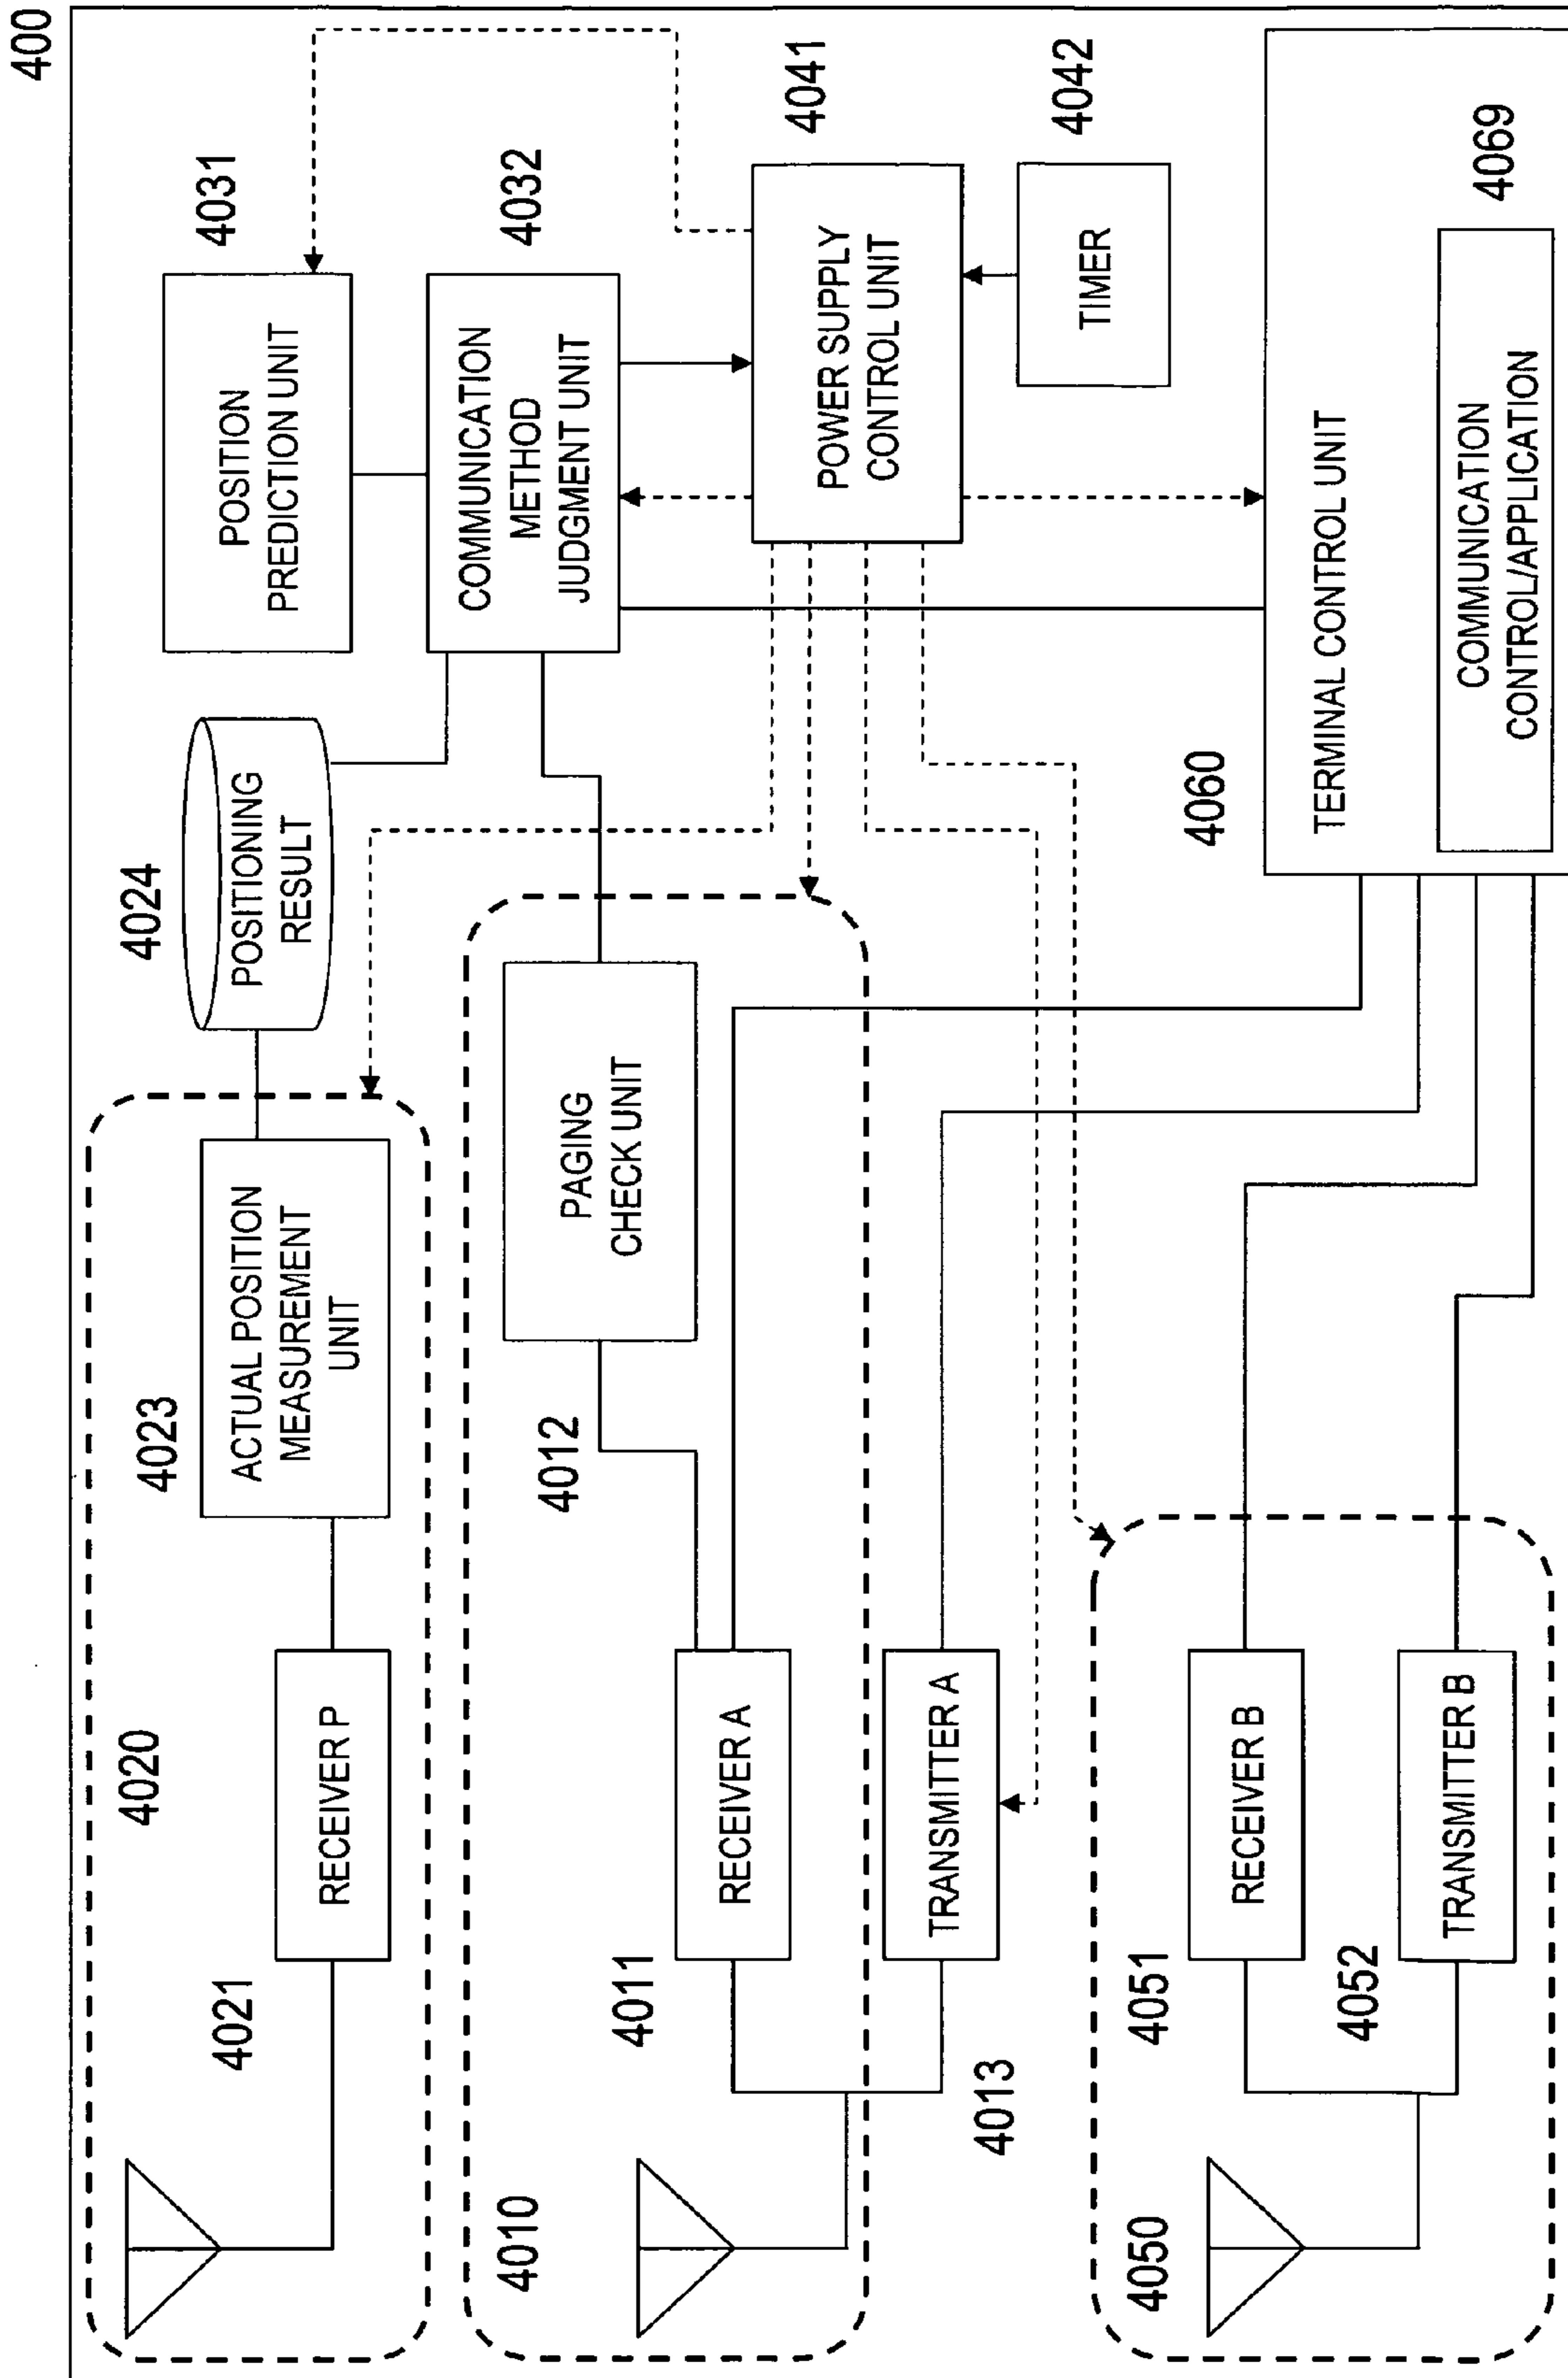 400
4020
4021
RECEIVER P
4023
ACTUAL POSITION
MEASUREMENT
UNIT
4024
POSITIONING
RESULT
4031
POSITION
PREDICTION UNIT
4032
COMMUNICATION
METHOD
JUDGMENT UNIT
4010
4011
RECEIVER A
4012
PAGING
CHECK UNIT
4013
TRANSMITTER A
4041
POWER SUPPLY
CONTROL UNIT
4042
TIMER
4050
4051
RECEIVER B
4052
TRANSMITTER B
4060
TERMINAL CONTROL UNIT
4069
COMMUNICATION
CONTROL/APPLICATION